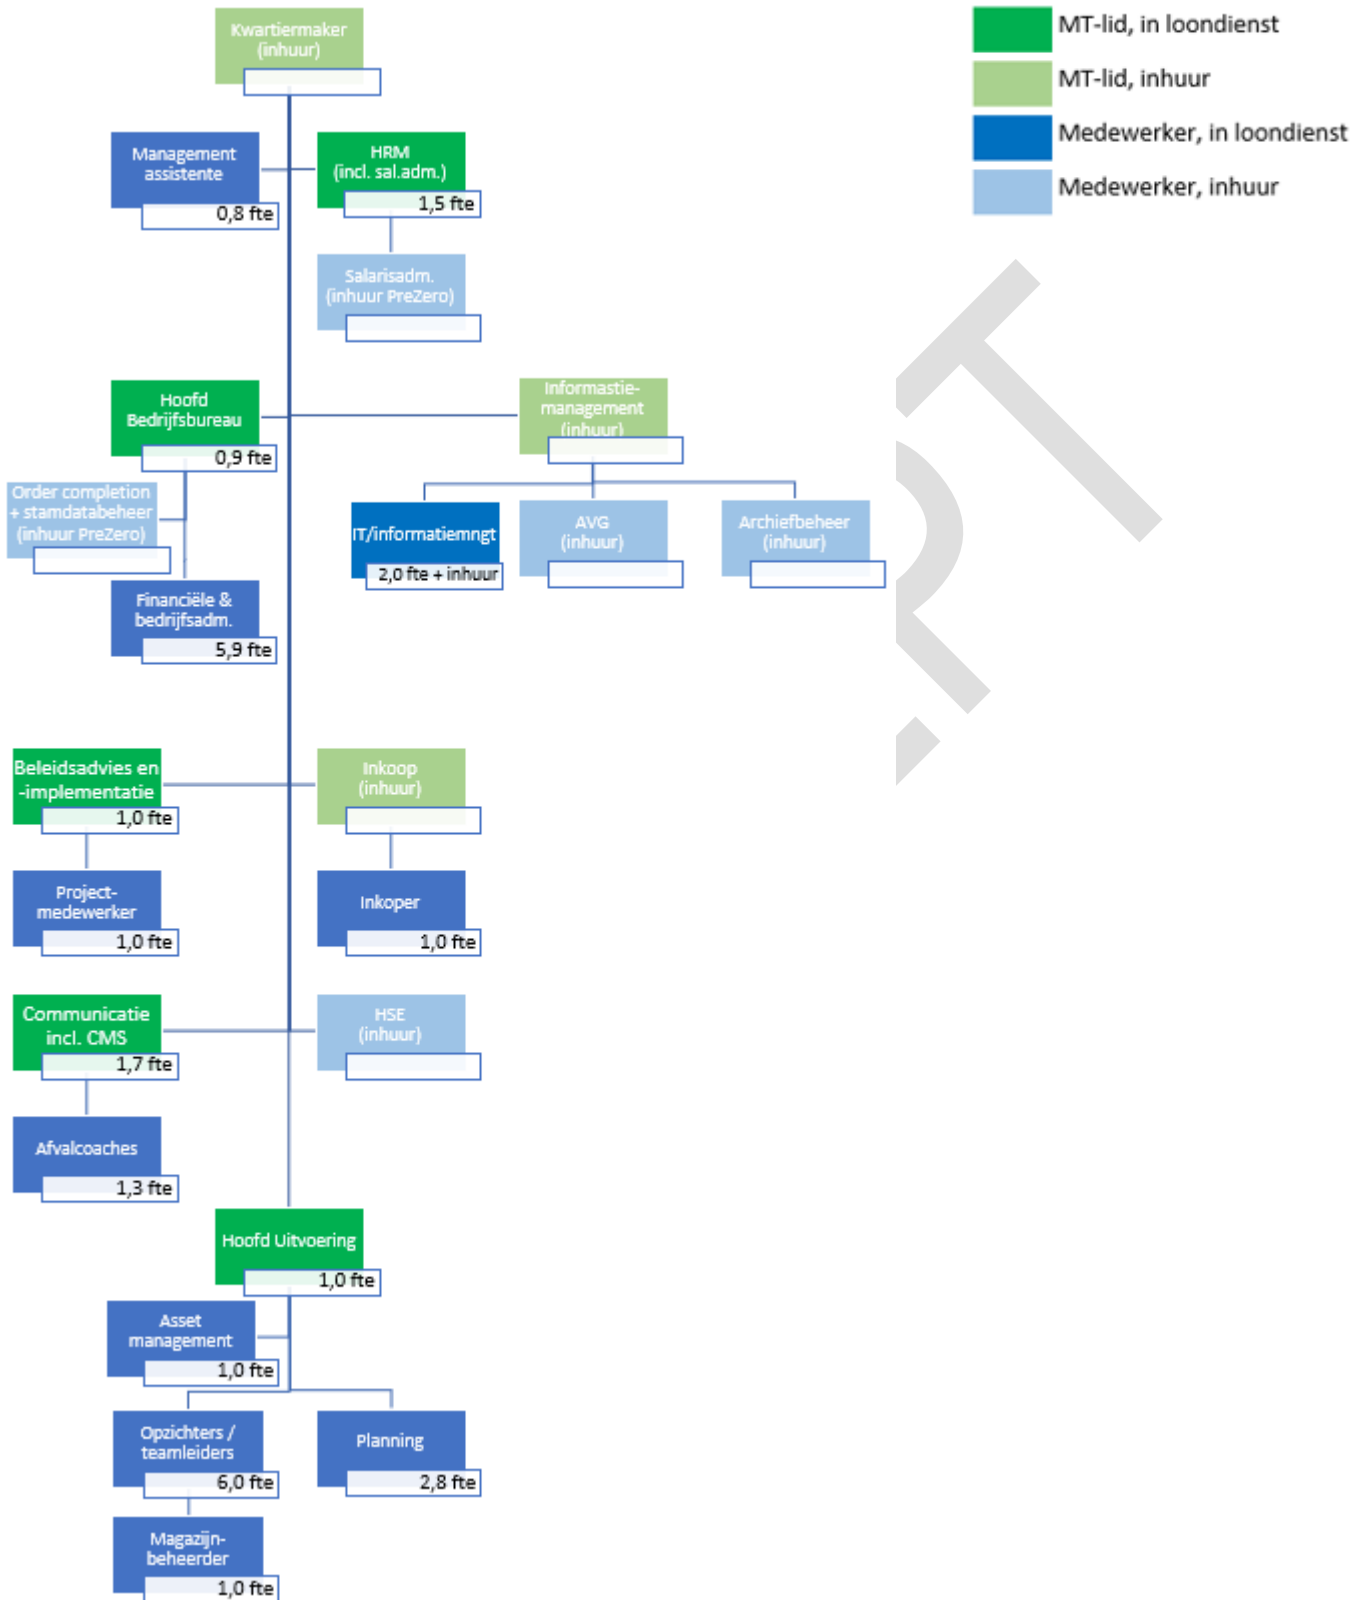 Kwartiermaker
(inhuur)
MT-lid, in loondienst
MT-lid, inhuur
Medewerker, in loondienst
Medewerker, inhuur
Management
assistente
0,8 fte
HRM
(incl. sal.adm.)
1,5 fte
Salarisadm.
(inhuur PreZero)
Hoofd
Bedrijfsbureau
0,9 fte
Informastie-
management
(inhuur)
Order completion
+ stamdatabeheer
(inhuur PreZero)
IT/informatiemngt
2,0 fte + inhuur
AVG
(inhuur)
Archiefbeheer
(inhuur)
Financiële &
bedrijfsadm.
5,9 fte
Beleidsadvies en
-implementatie
1,0 fte
Inkoop
(inhuur)
Project-
medewerker
1,0 fte
Inkoper
1,0 fte
Communicatie
incl. CMS
1,7 fte
HSE
(inhuur)
Afvalcoaches
1,3 fte
Hoofd Uitvoering
1,0 fte
Asset
management
1,0 fte
Opzichters /
teamleiders
6,0 fte
Planning
2,8 fte
Magazijn-
beheerder
1,0 fte